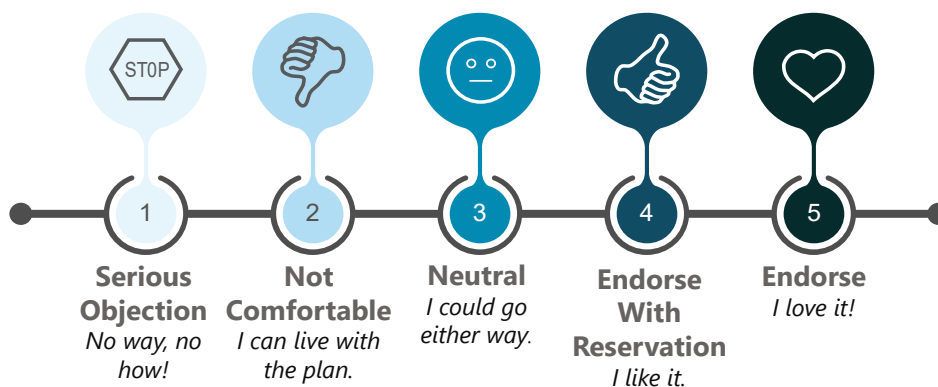 STOP
1
2
3
4
5
Serious
Objection
No way, no
how!
Not
Comfortable
I can live with
the plan.
Neutral
I could go
either way.
Endorse
With
Reservation
I like it.
Endorse
I love it!